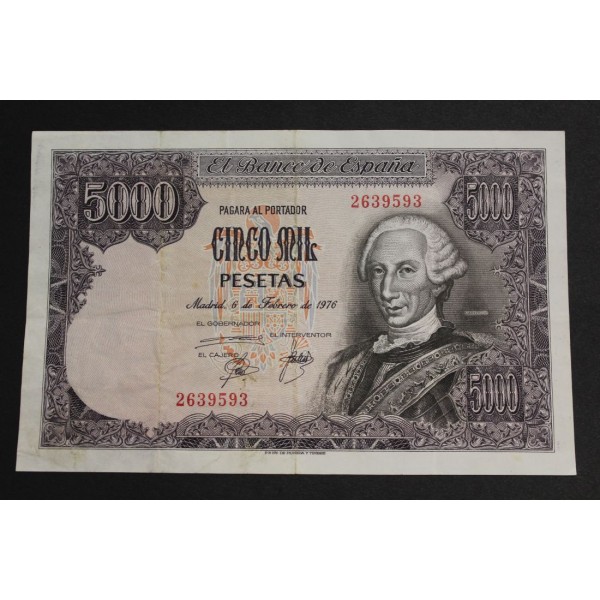 El Banco de España
5000
5000
PAGARA AL PORTADOR
2639593
CINCO MIL
PESETAS
Madrid, 6 de Febrero de 1976
EL GOBERNADOR
EL INTERVENTOR
EL CAJERO
2639593
5000